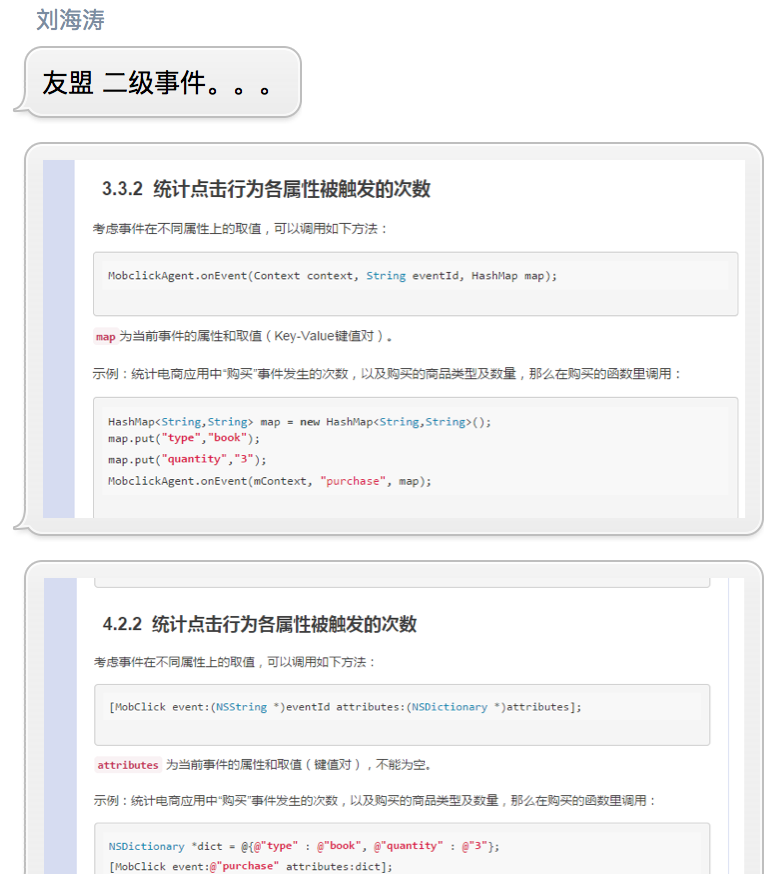 刘海涛
友盟 二级事件。。。
3.3.2 统计点击行为各属性被触发的次数
考虑事件在不同属性上的取值，可以调用如下方法：
MobclickAgent.onEvent(Context context, String eventId, HashMap map);
map 为当前事件的属性和取值（Key-Value键值对）。
示例：统计电商应用中“购买”事件发生的次数，以及购买的商品类型及数量，那么在购买的函数里调用：
HashMap<String,String> map = new HashMap<String,String>();
map.put("type","book");
map.put("quantity","3");
MobclickAgent.onEvent(mContext, "purchase", map);
4.2.2 统计点击行为各属性被触发的次数
考虑事件在不同属性上的取值，可以调用如下方法：
[MobClick event:(NSString *)eventId attributes:(NSDictionary *)attributes];
attributes 为当前事件的属性和取值（键值对），不能为空。
示例：统计电商应用中“购买”事件发生的次数，以及购买的商品类型及数量，那么在购买的函数里调用：
NSDictionary *dict = @{@"type" : @"book", @"quantity" : @"3"};
[MobClick event:@"purchase" attributes:dict];